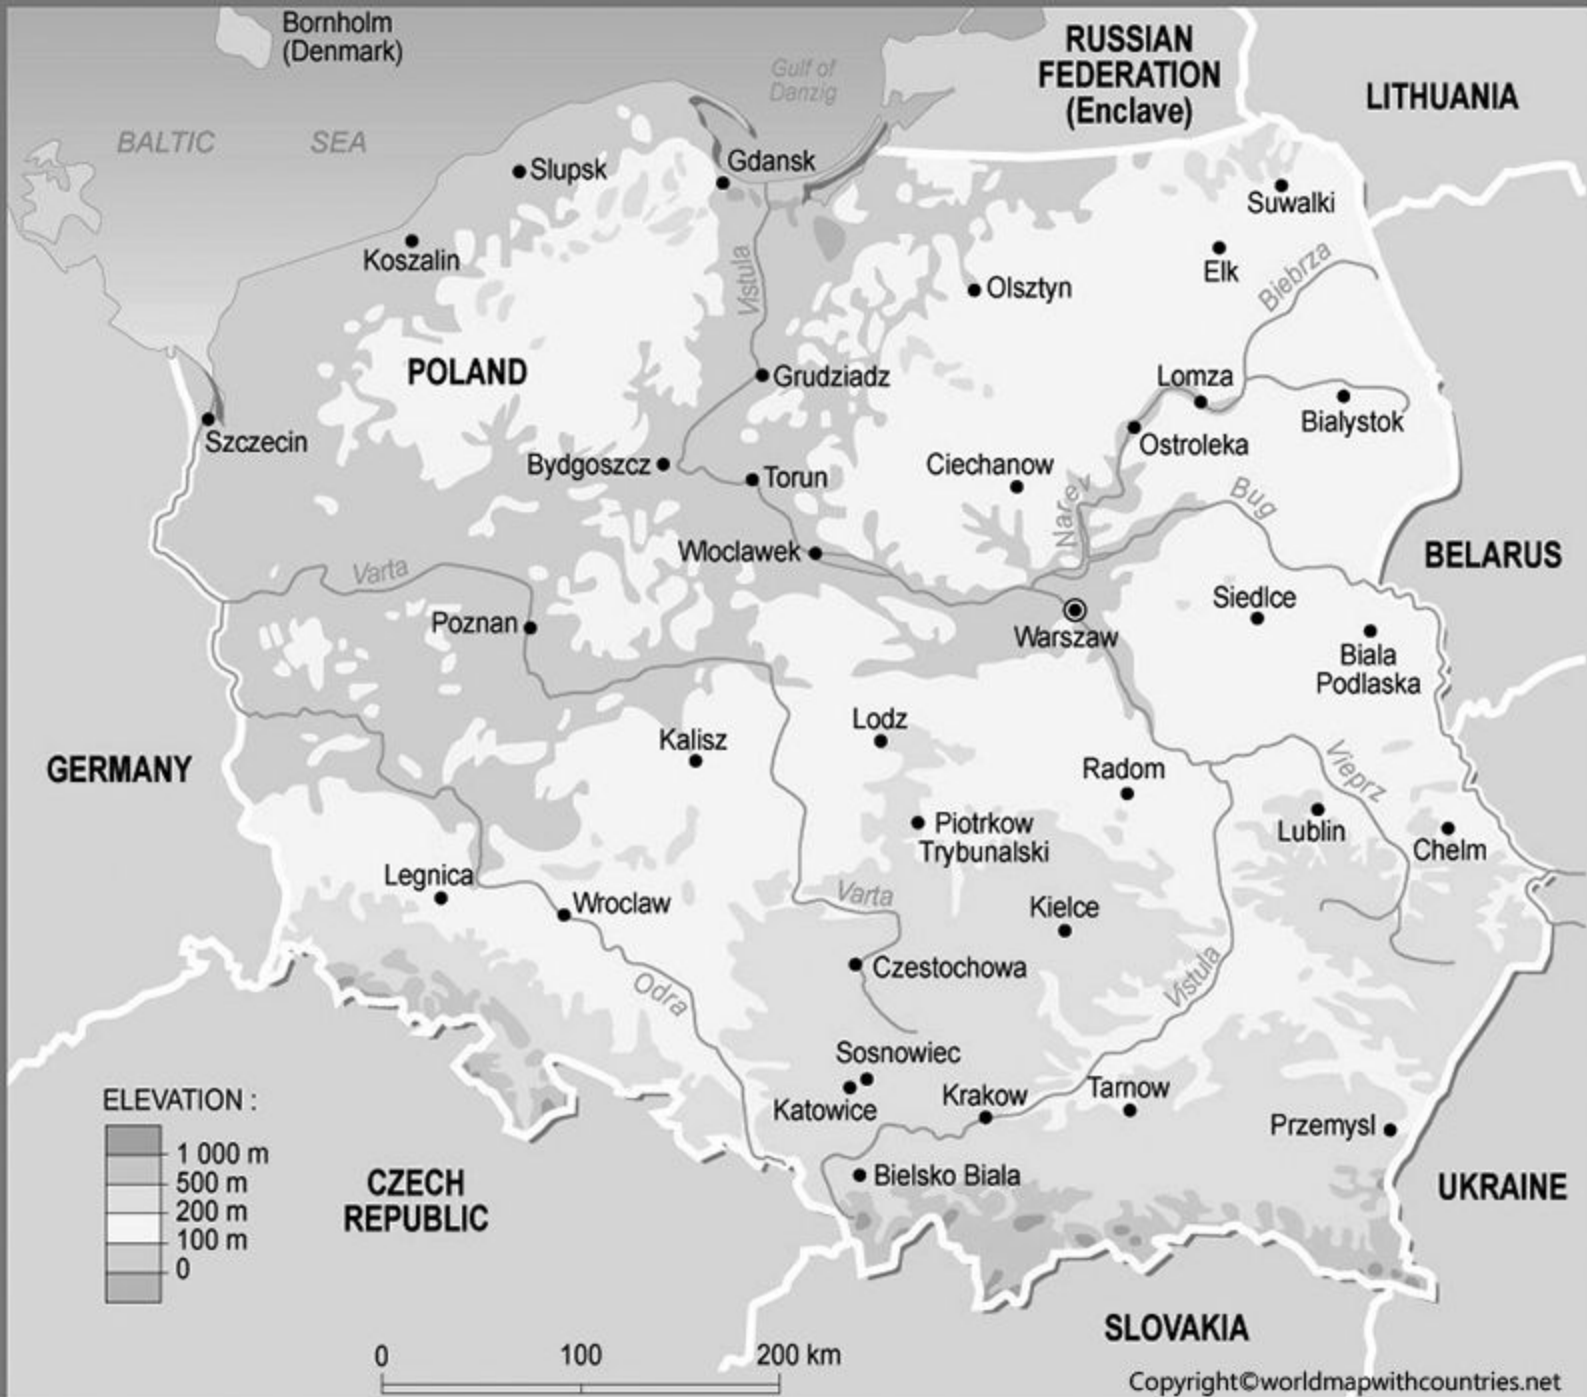 Bornholm
(Denmark)
Gulf of
Danzig
RUSSIAN
FEDERATION
(Enclave)
LITHUANIA
BALTIC SEA
Slupsk
Gdansk
Suwalki
Koszalin
Elk
Biebrza
Olsztyn
Vistula
POLAND
Grudziadz
Lomza
Bialystok
Szczecin
Ostroleka
Bydgoszcz
Torun
Ciechanow
Narev
Bug
Wloclawek
BELARUS
Varta
Poznan
Siedlce
Warszaw
Biala
Podlaska
Lodz
Kalisz
GERMANY
Radom
Vieprz
Piotrkow
Trybunalski
Lublin
Chelm
Legnica
Wroclaw
Varta
Kielce
Czestochowa
Vistula
Odra
Sosnowiec
Katowice
Krakow
Tarnow
Przemysl
Bielsko Biala
ELEVATION :
1 000 m
500 m
200 m
100 m
0
CZECH
REPUBLIC
UKRAINE
SLOVAKIA
0 100 200 km
Copyright©worldmapwithcountries.net